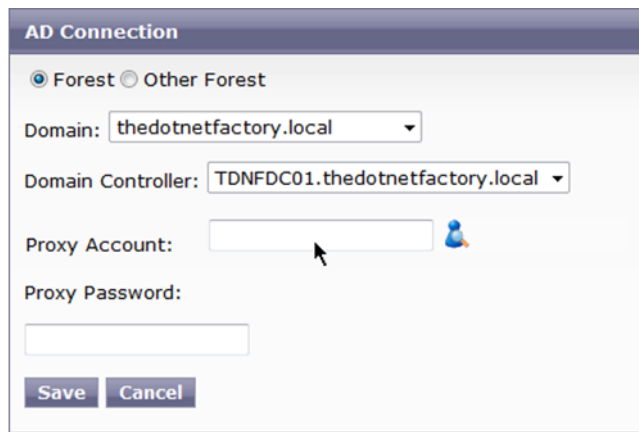 AD Connection
Forest Other Forest
Domain: thedotnetfactory.local
Domain Controller: TDNFDC01.thedotnetfactory.local
Proxy Account:
Proxy Password:
Save Cancel